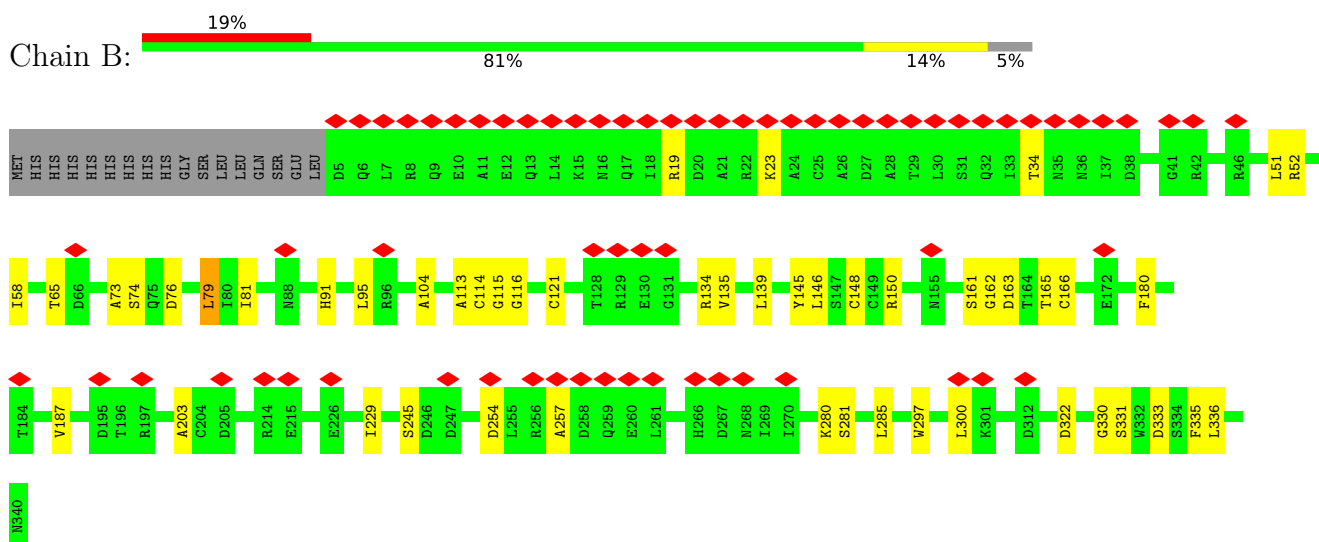 19%
Chain B:
81% 14% 5%
MET HIS HIS HIS HIS HIS HIS HIS HIS GLY SER LEU LEU GLN SER GLU LEU D5 Q6 L7 R8 Q9 E10 A11 E12 Q13 L14 K15 N16 Q17 I18 R19 D20 A21 R22 K23 A24 C25 A26 D27 A28 T29 L30 S31 Q32 I33 T34 N35 N36 I37 D38 G41 R42 R46 L51 R52
I58 T65 D66 A73 S74 Q75 D76 L79 I80 I81 N88 H91 L95 R96 A104 A113 C114 G115 G116 C121 T128 R129 E130 G131 R134 V135 L139 Y145 L146 S147 C148 C149 R150 N155 S161 G162 D163 T164 T165 C166 E172 F180
T184 V187 D195 T196 R197 A203 C204 D205 R214 E215 E226 I229 S245 D246 D247 D254 L255 R256 A257 D258 Q259 E260 L261 H266 D267 N268 I269 I270 K280 S281 L285 W297 L300 K301 D312 D322 G330 S331 W332 D333 S334 F335 L336
N340